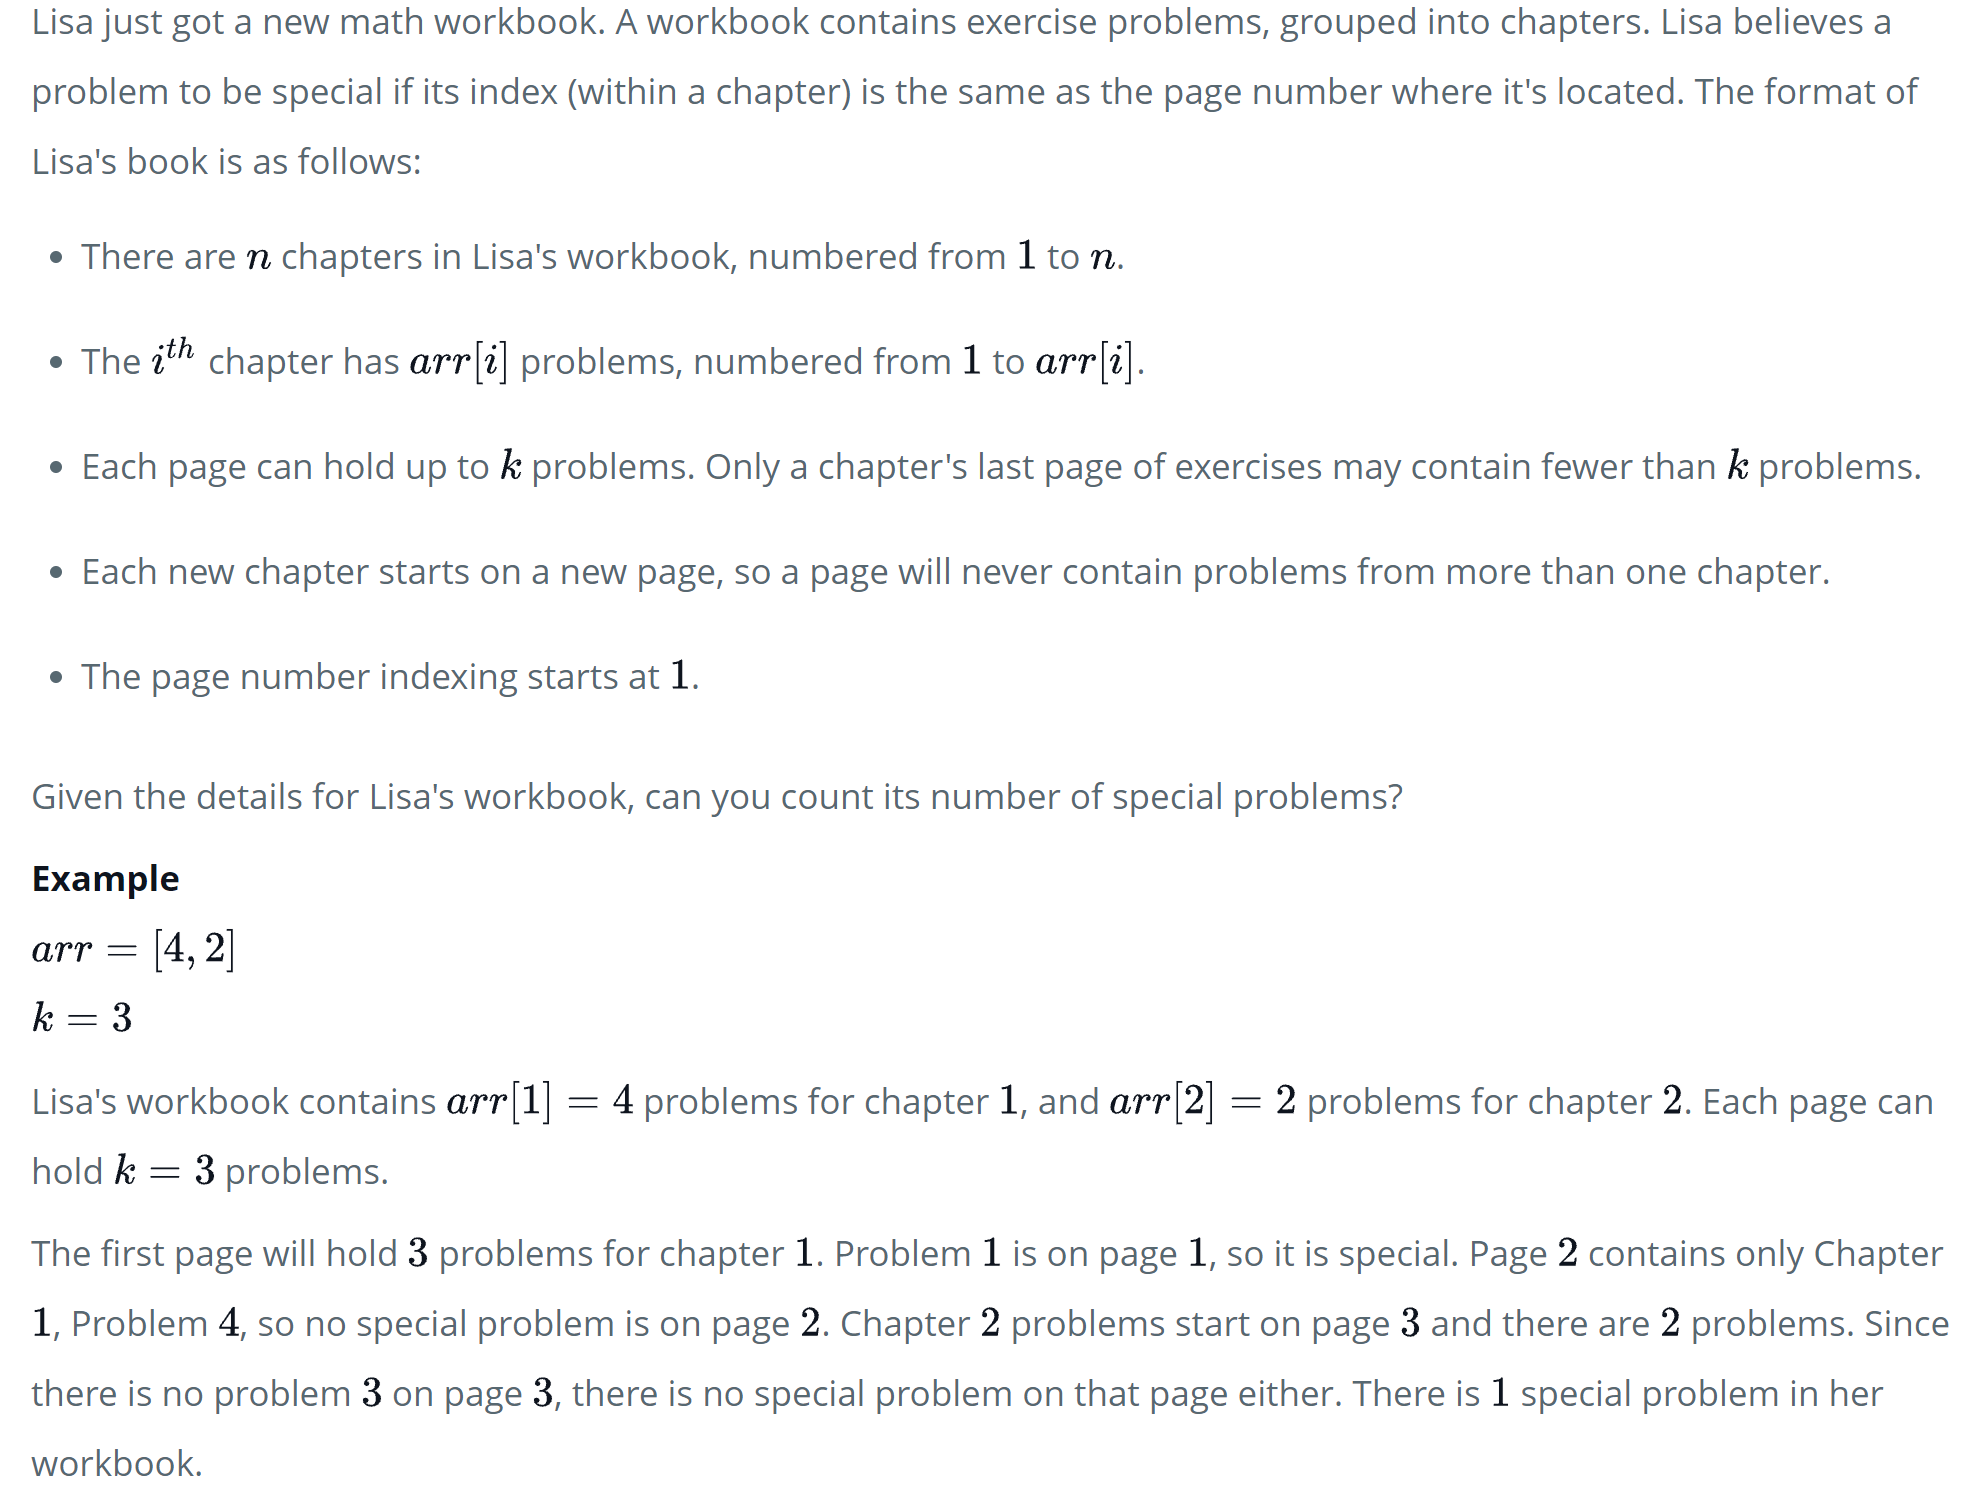 Lisa just got a new math workbook. A workbook contains exercise problems, grouped into chapters. Lisa believes a
problem to be special if its index (within a chapter) is the same as the page number where it's located. The format of
Lisa's book is as follows:
• There are n chapters in Lisa's workbook, numbered from 1 to n.
• The i^{th} chapter has arr[i] problems, numbered from 1 to arr[i].
• Each page can hold up to k problems. Only a chapter's last page of exercises may contain fewer than k problems.
• Each new chapter starts on a new page, so a page will never contain problems from more than one chapter.
• The page number indexing starts at 1.
Given the details for Lisa's workbook, can you count its number of special problems?
Example
arr = [4, 2]
k = 3
Lisa's workbook contains arr[1] = 4 problems for chapter 1, and arr[2] = 2 problems for chapter 2. Each page can
hold k = 3 problems.
The first page will hold 3 problems for chapter 1. Problem 1 is on page 1, so it is special. Page 2 contains only Chapter
1, Problem 4, so no special problem is on page 2. Chapter 2 problems start on page 3 and there are 2 problems. Since
there is no problem 3 on page 3, there is no special problem on that page either. There is 1 special problem in her
workbook.